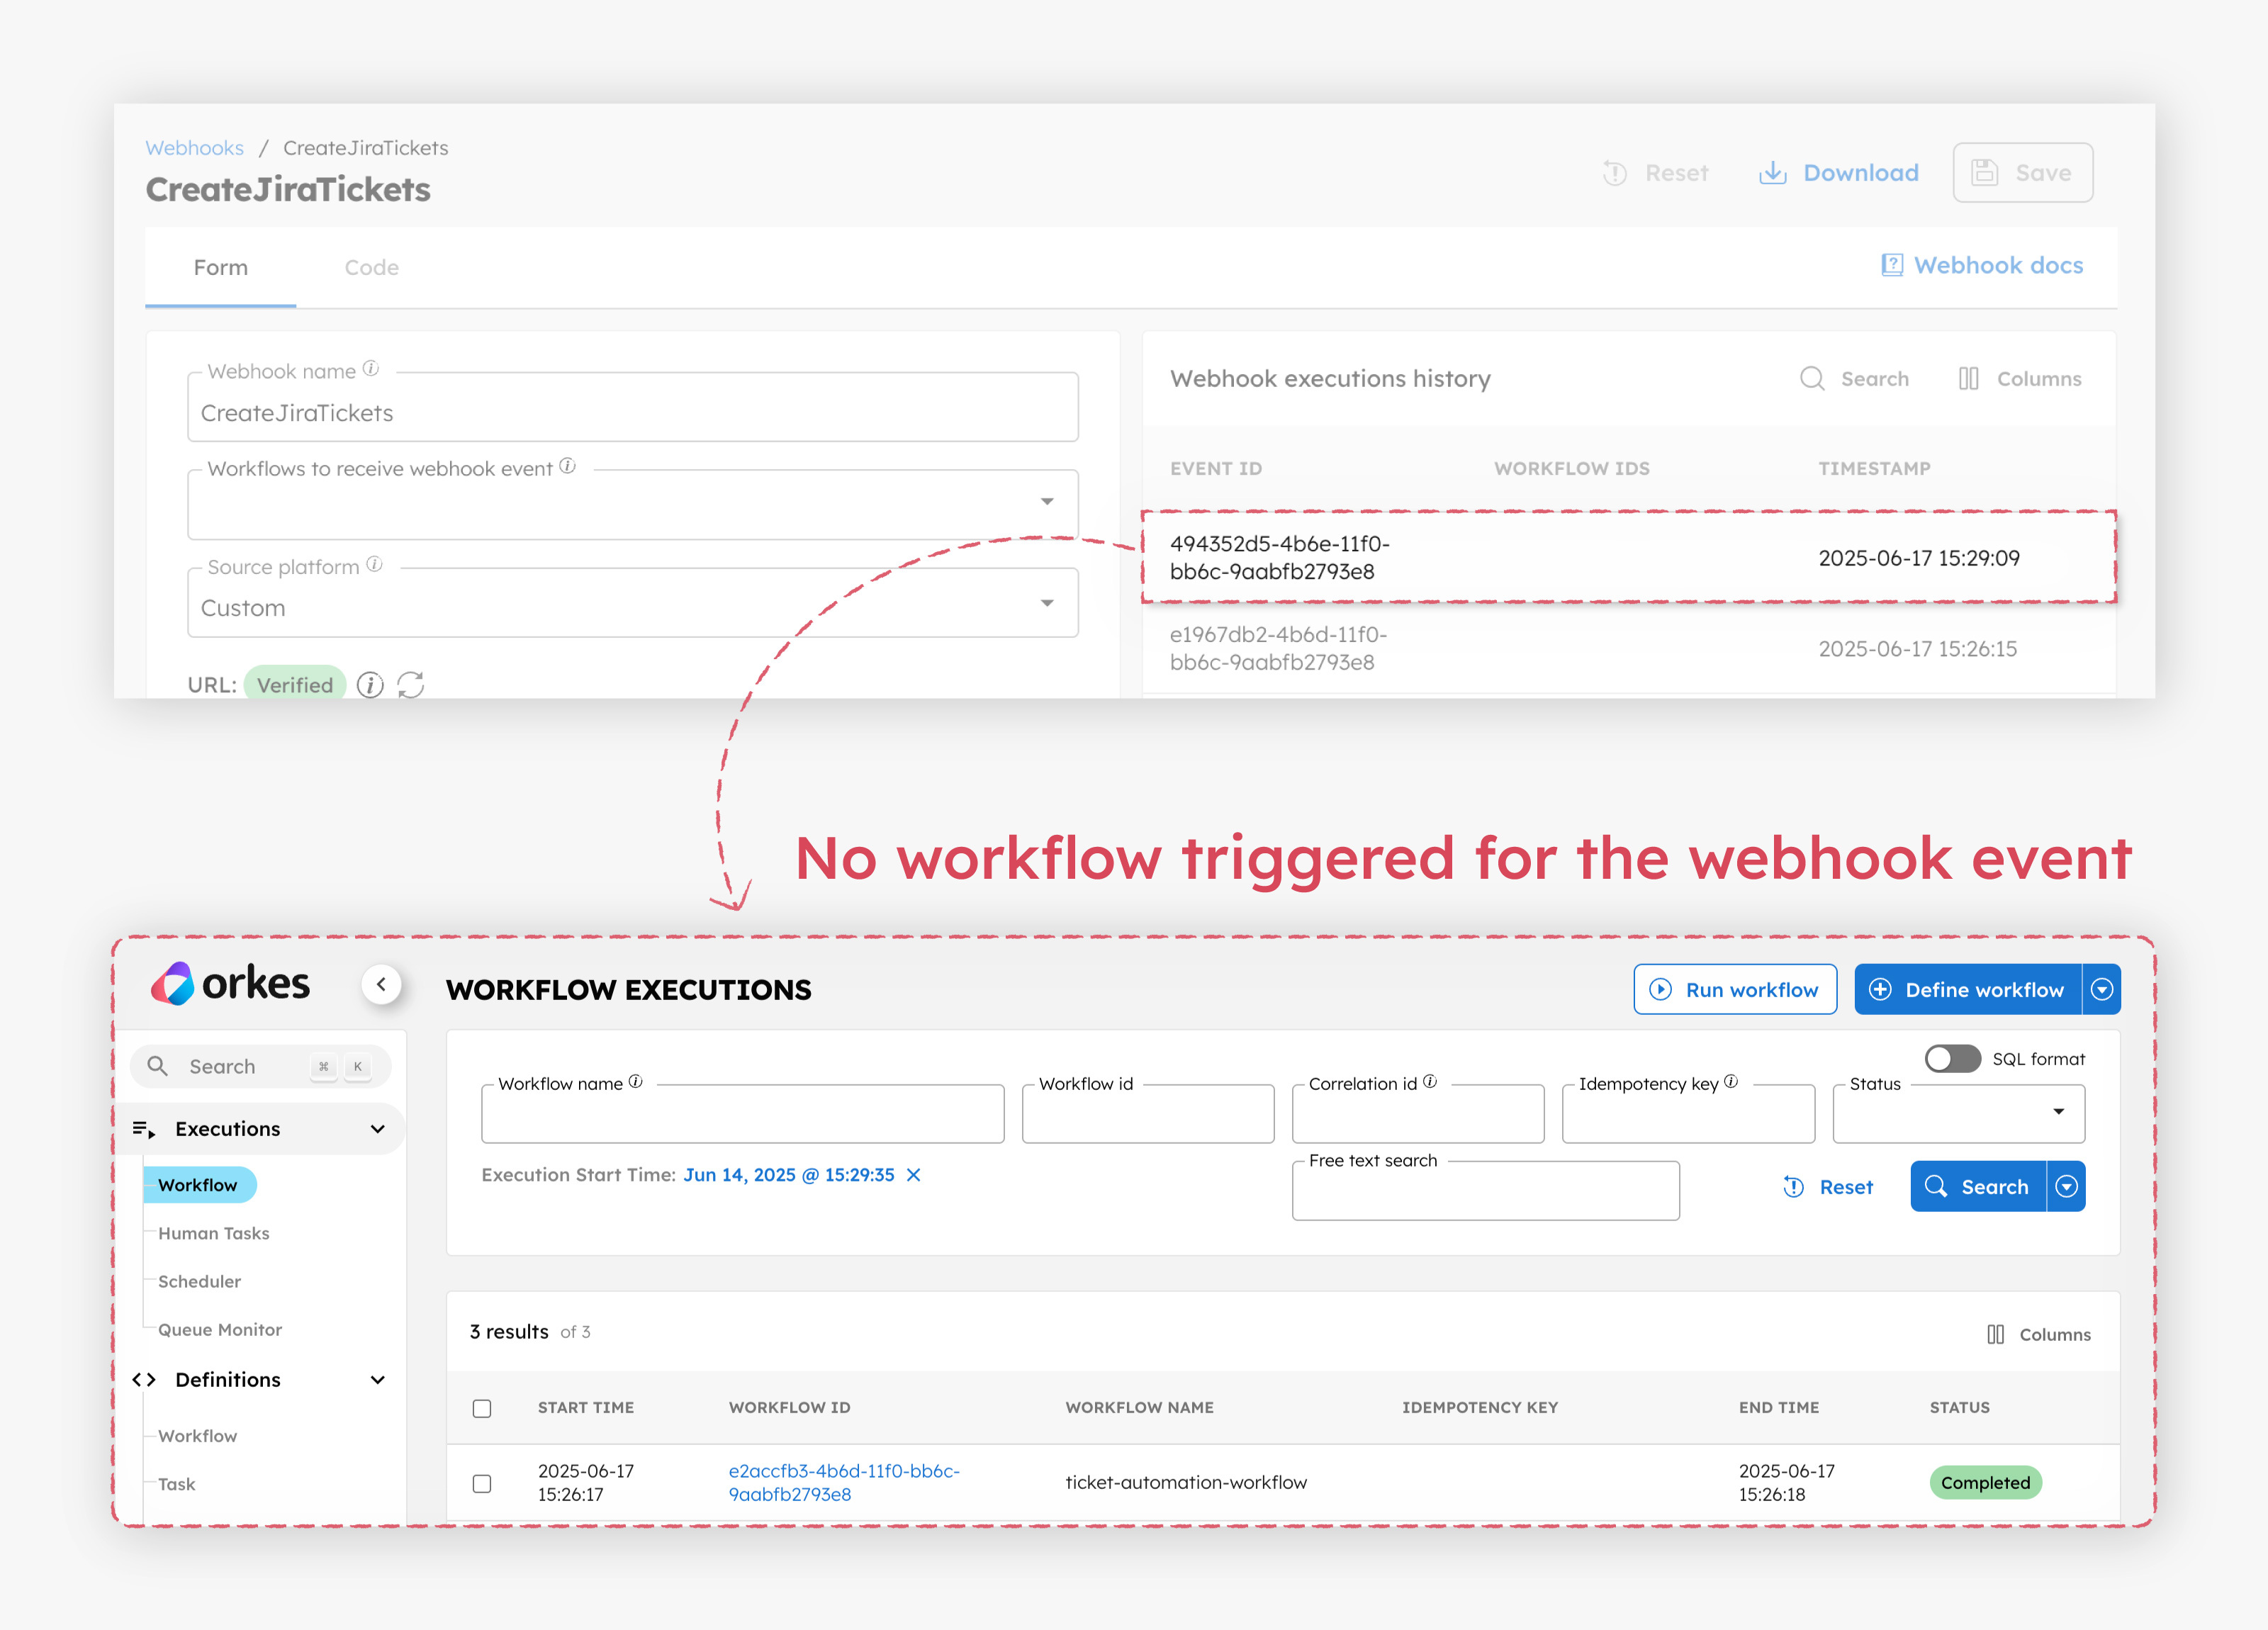 Webhooks / CreateJiraTickets
CreateJiraTickets
Reset
Download
Save
Form
Code
Webhook docs
Webhook name
CreateJiraTickets
Workflows to receive webhook event
Source platform
Custom
URL: Verified
Webhook executions history
Search
Columns
EVENT ID WORKFLOW IDS TIMESTAMP
494352d5-4b6e-11f0-
bb6c-9aabfb2793e8
2025-06-17 15:29:09
e1967db2-4b6d-11f0-
bb6c-9aabfb2793e8
2025-06-17 15:26:15
No workflow triggered for the webhook event
orkes
Search ⌘ K
Executions
Workflow
Human Tasks
Scheduler
Queue Monitor
Definitions
Workflow
Task
WORKFLOW EXECUTIONS
Run workflow
Define workflow
SQL format
Workflow name
Workflow id
Correlation id
Idempotency key
Status
Execution Start Time: Jun 14, 2025 @ 15:29:35
Free text search
Reset
Search
3 results of 3
Columns
START TIME WORKFLOW ID WORKFLOW NAME IDEMPOTENCY KEY END TIME STATUS
2025-06-17
15:26:17
e2accfb3-4b6d-11f0-bb6c-
9aabfb2793e8
ticket-automation-workflow
2025-06-17
15:26:18
Completed